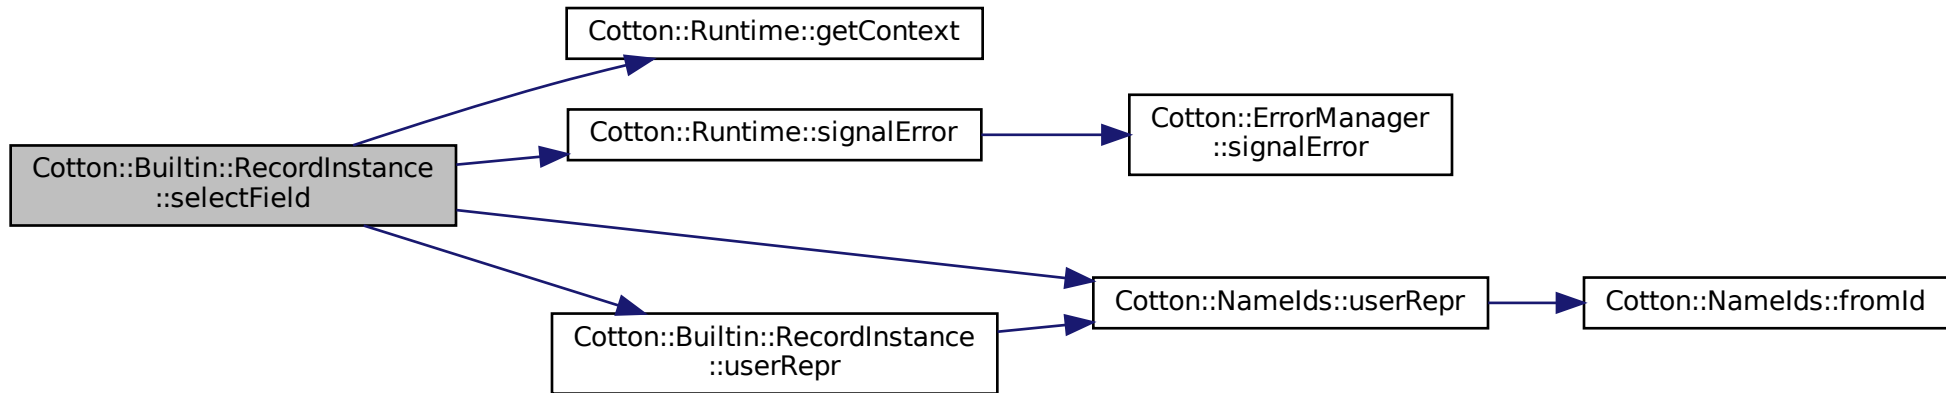 Cotton::Builtin::RecordInstance
::selectField
Cotton::Runtime::getContext
Cotton::Runtime::signalError
Cotton::ErrorManager
::signalError
Cotton::NameIds::userRepr
Cotton::NameIds::fromId
Cotton::Builtin::RecordInstance
::userRepr